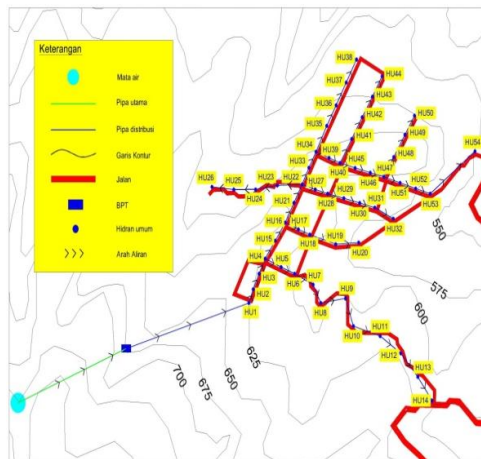 Keterangan
Mata air
Pipa utama
Pipa distribusi
Garis Kontur
Jalan
BPT
Hidran umum
Arah Aliran
HU38
HU37
HU44
HU43
HU36
HU42
HU50
HU35
HU49
HU41
HU34
HU39
HU48
HU54
HU33
HU40
HU45
HU46
HU47
HU26
HU25
HU23
HU22
HU27
HU24
HU28
HU29
HU51
HU52
HU53
HU21
HU30
HU31
HU32
HU16
HU17
HU18
HU19
HU20
HU15
HU4
HU5
HU3
HU6
HU7
HU2
HU1
HU8
HU9
HU10
HU11
HU12
HU13
HU14
550
575
600
625
650
675
700